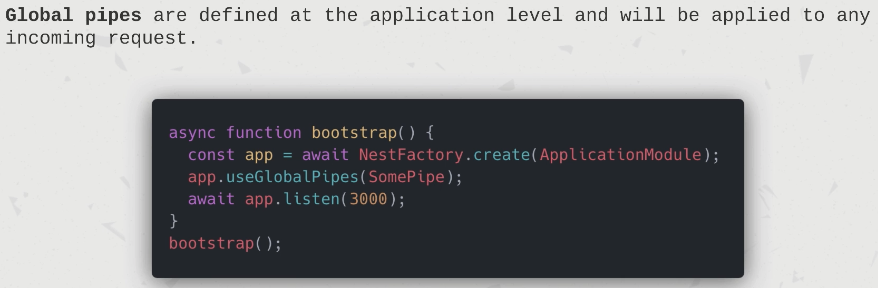 Global pipes are defined at the application level and will be applied to any
incoming request.
async function bootstrap() {
  const app = await NestFactory.create(ApplicationModule);
  app.useGlobalPipes(SomePipe);
  await app.listen(3000);
}
bootstrap();